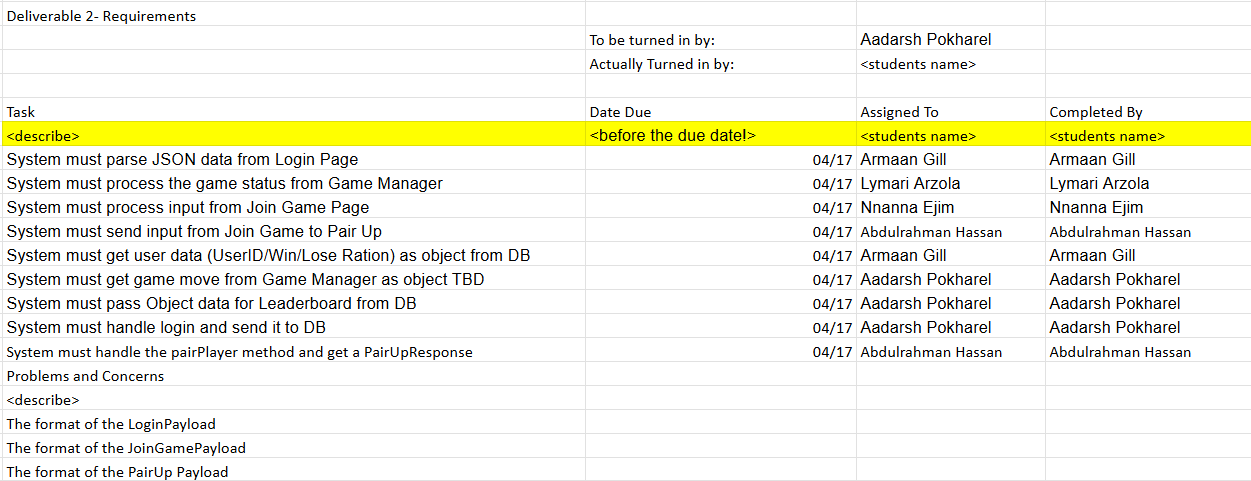 Deliverable 2- Requirements
To be turned in by: Aadarsh Pokharel
Actually Turned in by: <students name>
Task Date Due Assigned To Completed By
<describe> <before the due date!> <students name> <students name>
System must parse JSON data from Login Page 04/17 Armaan Gill Armaan Gill
System must process the game status from Game Manager 04/17 Lymari Arzola Lymari Arzola
System must process input from Join Game Page 04/17 Nnanna Ejim Nnanna Ejim
System must send input from Join Game to Pair Up 04/17 Abdulrahman Hassan Abdulrahman Hassan
System must get user data (UserID/Win/Lose Ration) as object from DB 04/17 Armaan Gill Armaan Gill
System must get game move from Game Manager as object TBD 04/17 Aadarsh Pokharel Aadarsh Pokharel
System must pass Object data for Leaderboard from DB 04/17 Aadarsh Pokharel Aadarsh Pokharel
System must handle login and send it to DB 04/17 Aadarsh Pokharel Aadarsh Pokharel
System must handle the pairPlayer method and get a PairUpResponse 04/17 Abdulrahman Hassan Abdulrahman Hassan
Problems and Concerns
<describe>
The format of the LoginPayload
The format of the JoinGamePayload
The format of the PairUp Payload